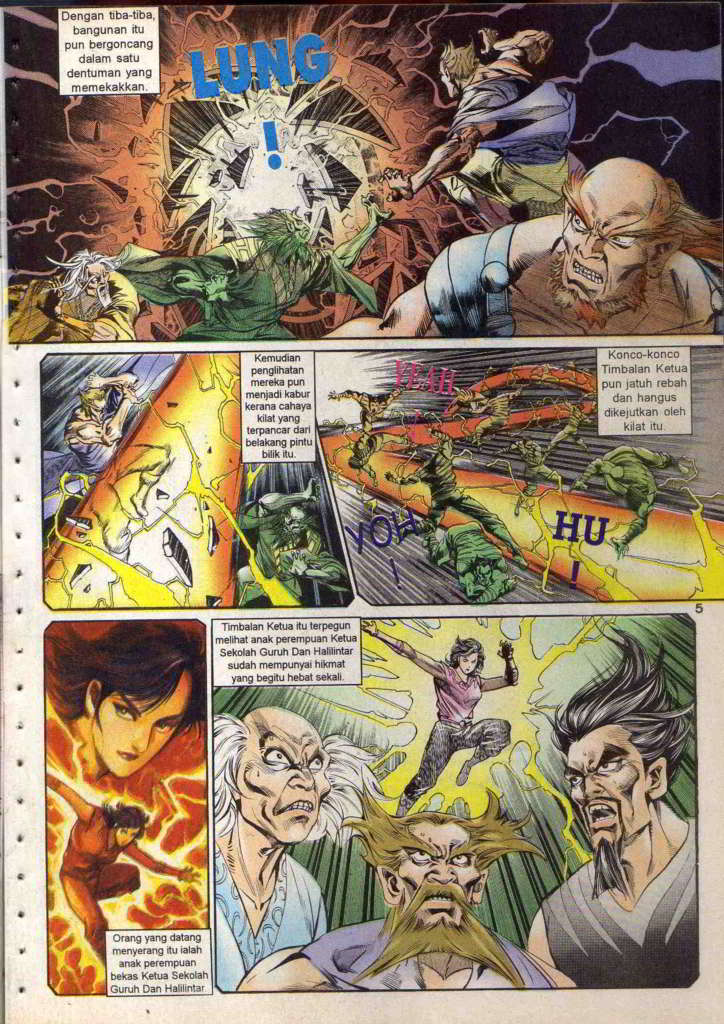 Dengan tiba-tiba,
bangunan itu
pun bergoncang
dalam satu
dentuman yang
memekakkan.
LUNG
!
Kemudian
penglihatan
mereka pun
menjadi kabur
kerana cahaya
kilat yang
terpancar dari
belakang pintu
bilik itu.
YEAH
!
Konco-konco
Timbalan Ketua
pun jatuh rebah
dan hangus
dikejutkan oleh
kilat itu.
YOH
!
HU
!
5
Orang yang datang
menyerang itu ialah
anak perempuan
bekas Ketua Sekolah
Guruh Dan Halilintar
Timbalan Ketua itu terpegun
melihat anak perempuan Ketua
Sekolah Guruh Dan Halilintar
sudah mempunyai hikmat
yang begitu hebat sekali.